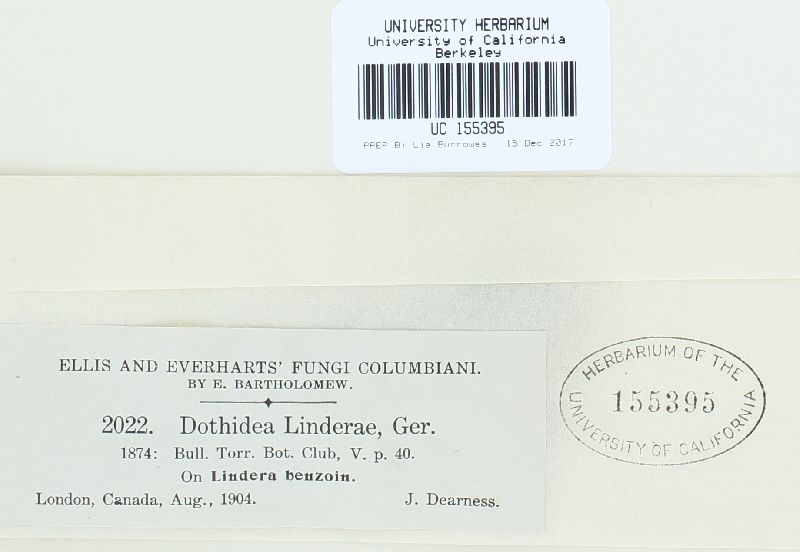 UNIVERSITY HERBARIUM
University of California
Berkeley
UC 155395
PREP BY Lia Burrowes . 15 Dec 2017
ELLIS AND EVERHARTS' FUNGI COLUMBIANI.
BY E. BARTHOLOMEW.
2022. Dothidea Linderae, Ger.
1874: Bull. Torr. Bot. Club, V. p. 40.
On Lindera benzoin.
London, Canada, Aug., 1904. J. Dearness.
HERBARIUM OF THE
155395
UNIVERSITY OF CALIFORNIA